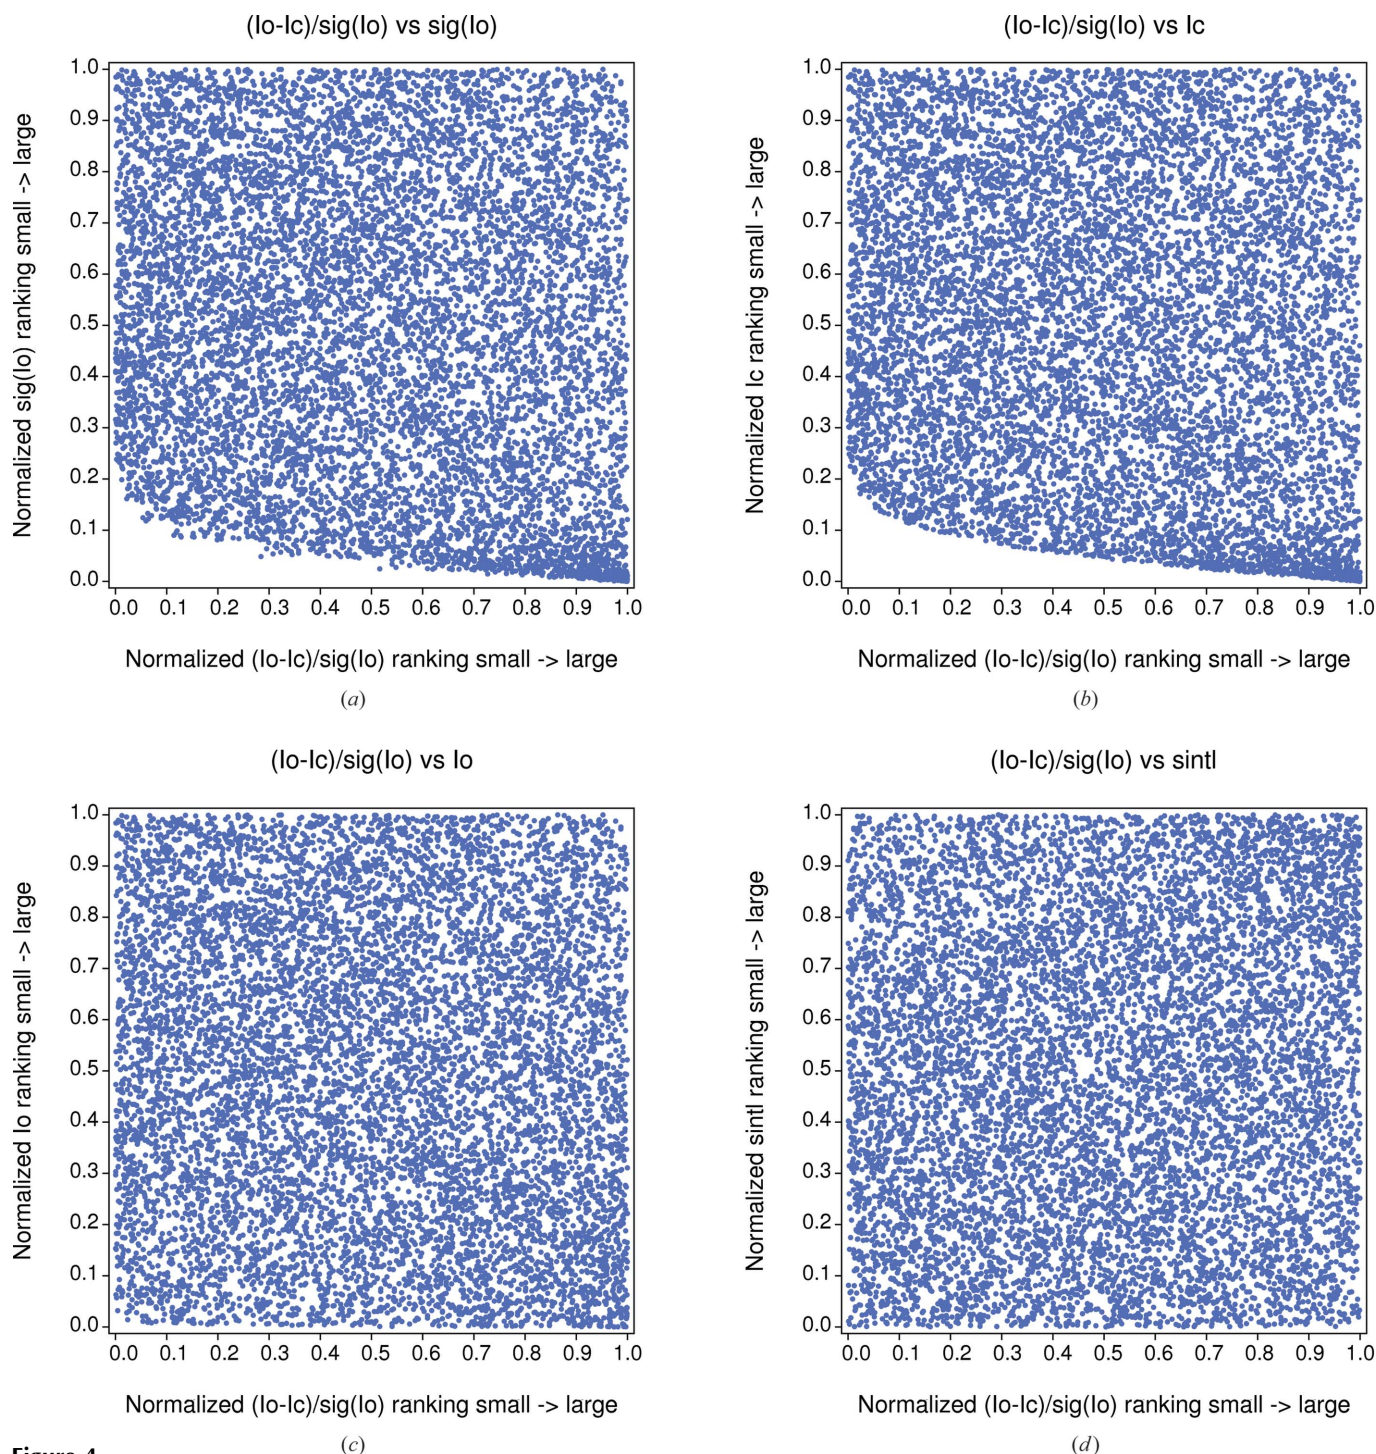 (Io-Ic)/sig(Io) vs sig(Io)
Normalized sig(Io) ranking small -> large
1.0
0.9
0.8
0.7
0.6
0.5
0.4
0.3
0.2
0.1
0.0
0.0 0.1 0.2 0.3 0.4 0.5 0.6 0.7 0.8 0.9 1.0
Normalized (Io-Ic)/sig(Io) ranking small -> large
(a)
(Io-Ic)/sig(Io) vs Ic
Normalized Ic ranking small -> large
1.0
0.9
0.8
0.7
0.6
0.5
0.4
0.3
0.2
0.1
0.0
0.0 0.1 0.2 0.3 0.4 0.5 0.6 0.7 0.8 0.9 1.0
Normalized (Io-Ic)/sig(Io) ranking small -> large
(b)
(Io-Ic)/sig(Io) vs Io
Normalized Io ranking small -> large
1.0
0.9
0.8
0.7
0.6
0.5
0.4
0.3
0.2
0.1
0.0
0.0 0.1 0.2 0.3 0.4 0.5 0.6 0.7 0.8 0.9 1.0
Normalized (Io-Ic)/sig(Io) ranking small -> large
(c)
(Io-Ic)/sig(Io) vs sintl
Normalized sintl ranking small -> large
1.0
0.9
0.8
0.7
0.6
0.5
0.4
0.3
0.2
0.1
0.0
0.0 0.1 0.2 0.3 0.4 0.5 0.6 0.7 0.8 0.9 1.0
Normalized (Io-Ic)/sig(Io) ranking small -> large
(d)
Figure 4